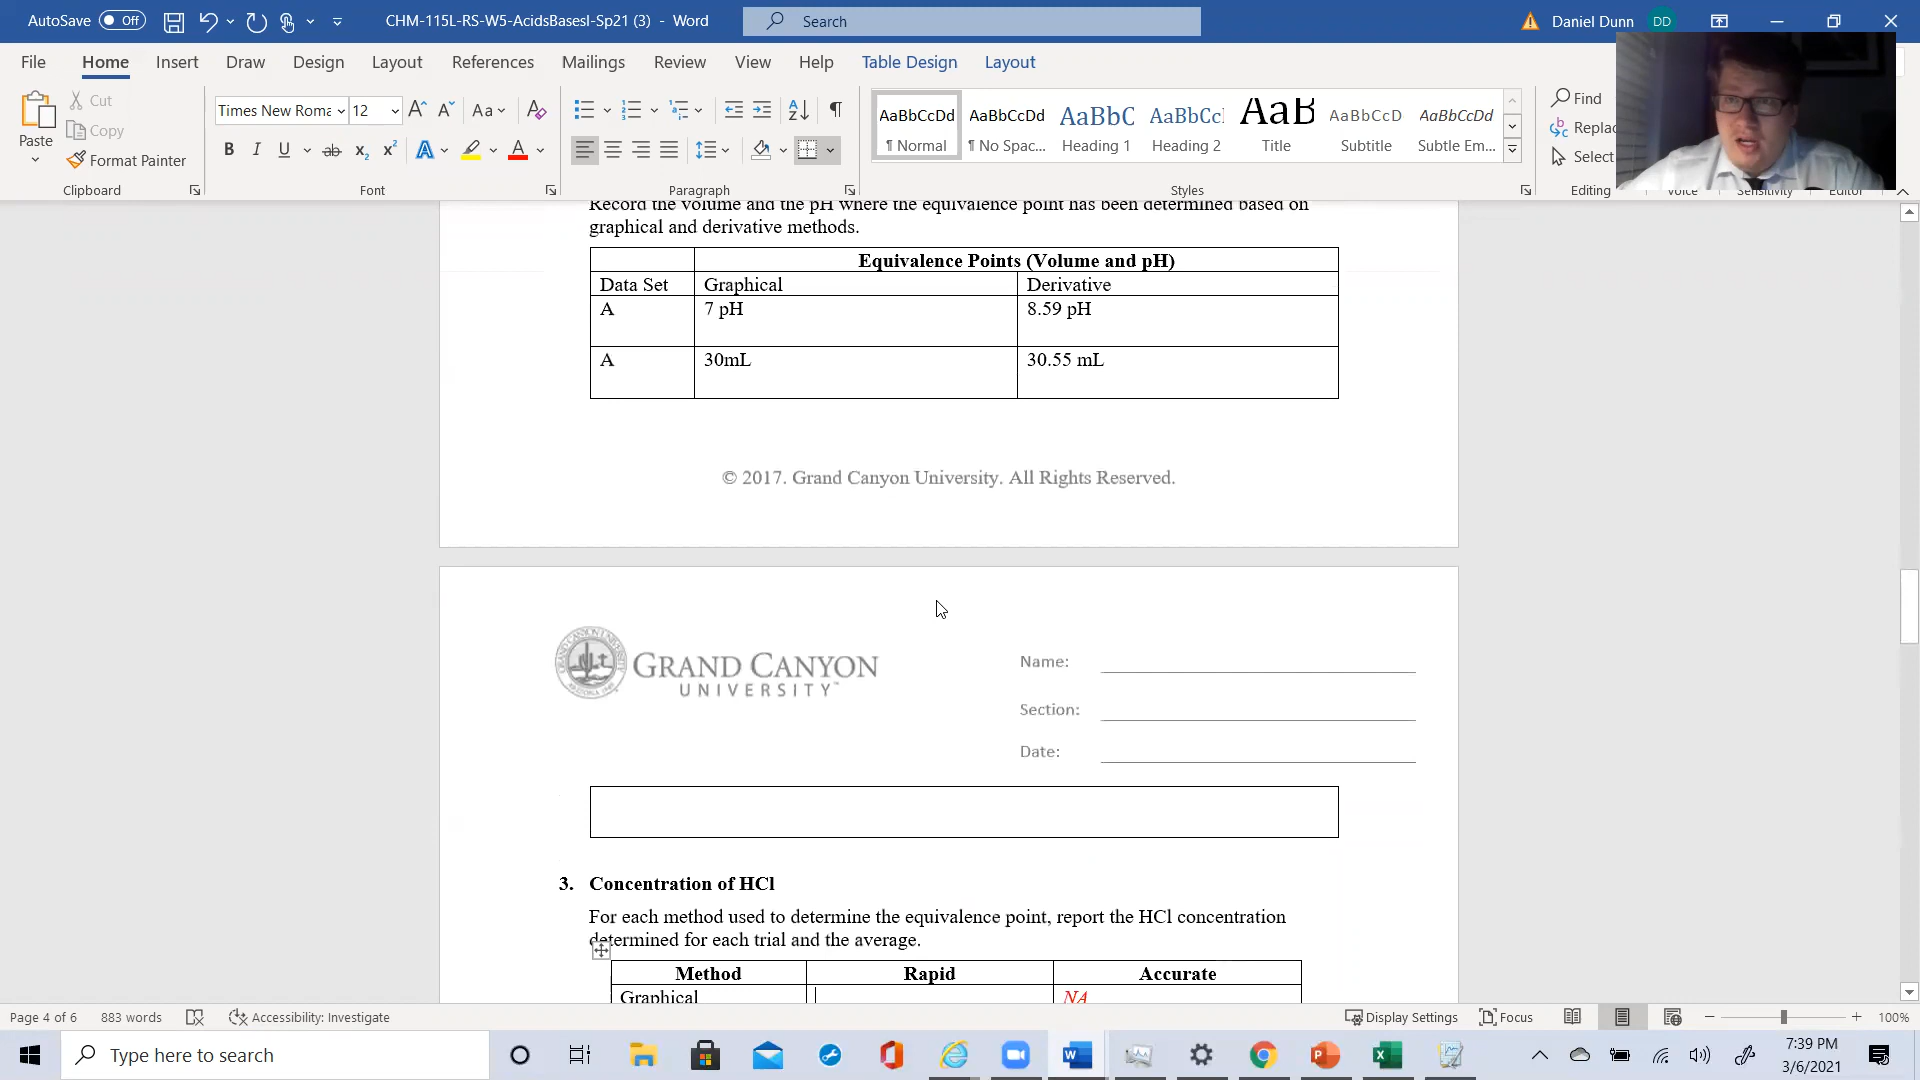 AutoSave Off
CHM-115L-RS-W5-AcidsBasesI-Sp21 (3) - Word
Search
Daniel Dunn DD
File Home Insert Draw Design Layout References Mailings Review View Help Table Design Layout
Paste
Cut
Copy
Format Painter
Clipboard
Times New Roma 12
Aa
B I U ab x₂ x² A A
Font
Paragraph
AaBbCcDd AaBbCcDd AaBbC AaBbCcl AaB AaBbCcD AaBbCcDd
¶ Normal ¶ No Spac... Heading 1 Heading 2 Title Subtitle Subtle Em...
Styles
Find
Replac
Select
Editing
Record the volume and the pH where the equivalence point has been determined based on
graphical and derivative methods.
Equivalence Points (Volume and pH)
Data Set Graphical Derivative
A 7 pH 8.59 pH
A 30mL 30.55 mL
© 2017. Grand Canyon University. All Rights Reserved.
GRAND CANYON
UNIVERSITY™
Name:
Section:
Date:
3. Concentration of HCl
For each method used to determine the equivalence point, report the HCl concentration
determined for each trial and the average.
Method Rapid Accurate
Graphical NA
Page 4 of 6 883 words Accessibility: Investigate Display Settings Focus 100%
Type here to search
7:39 PM
3/6/2021